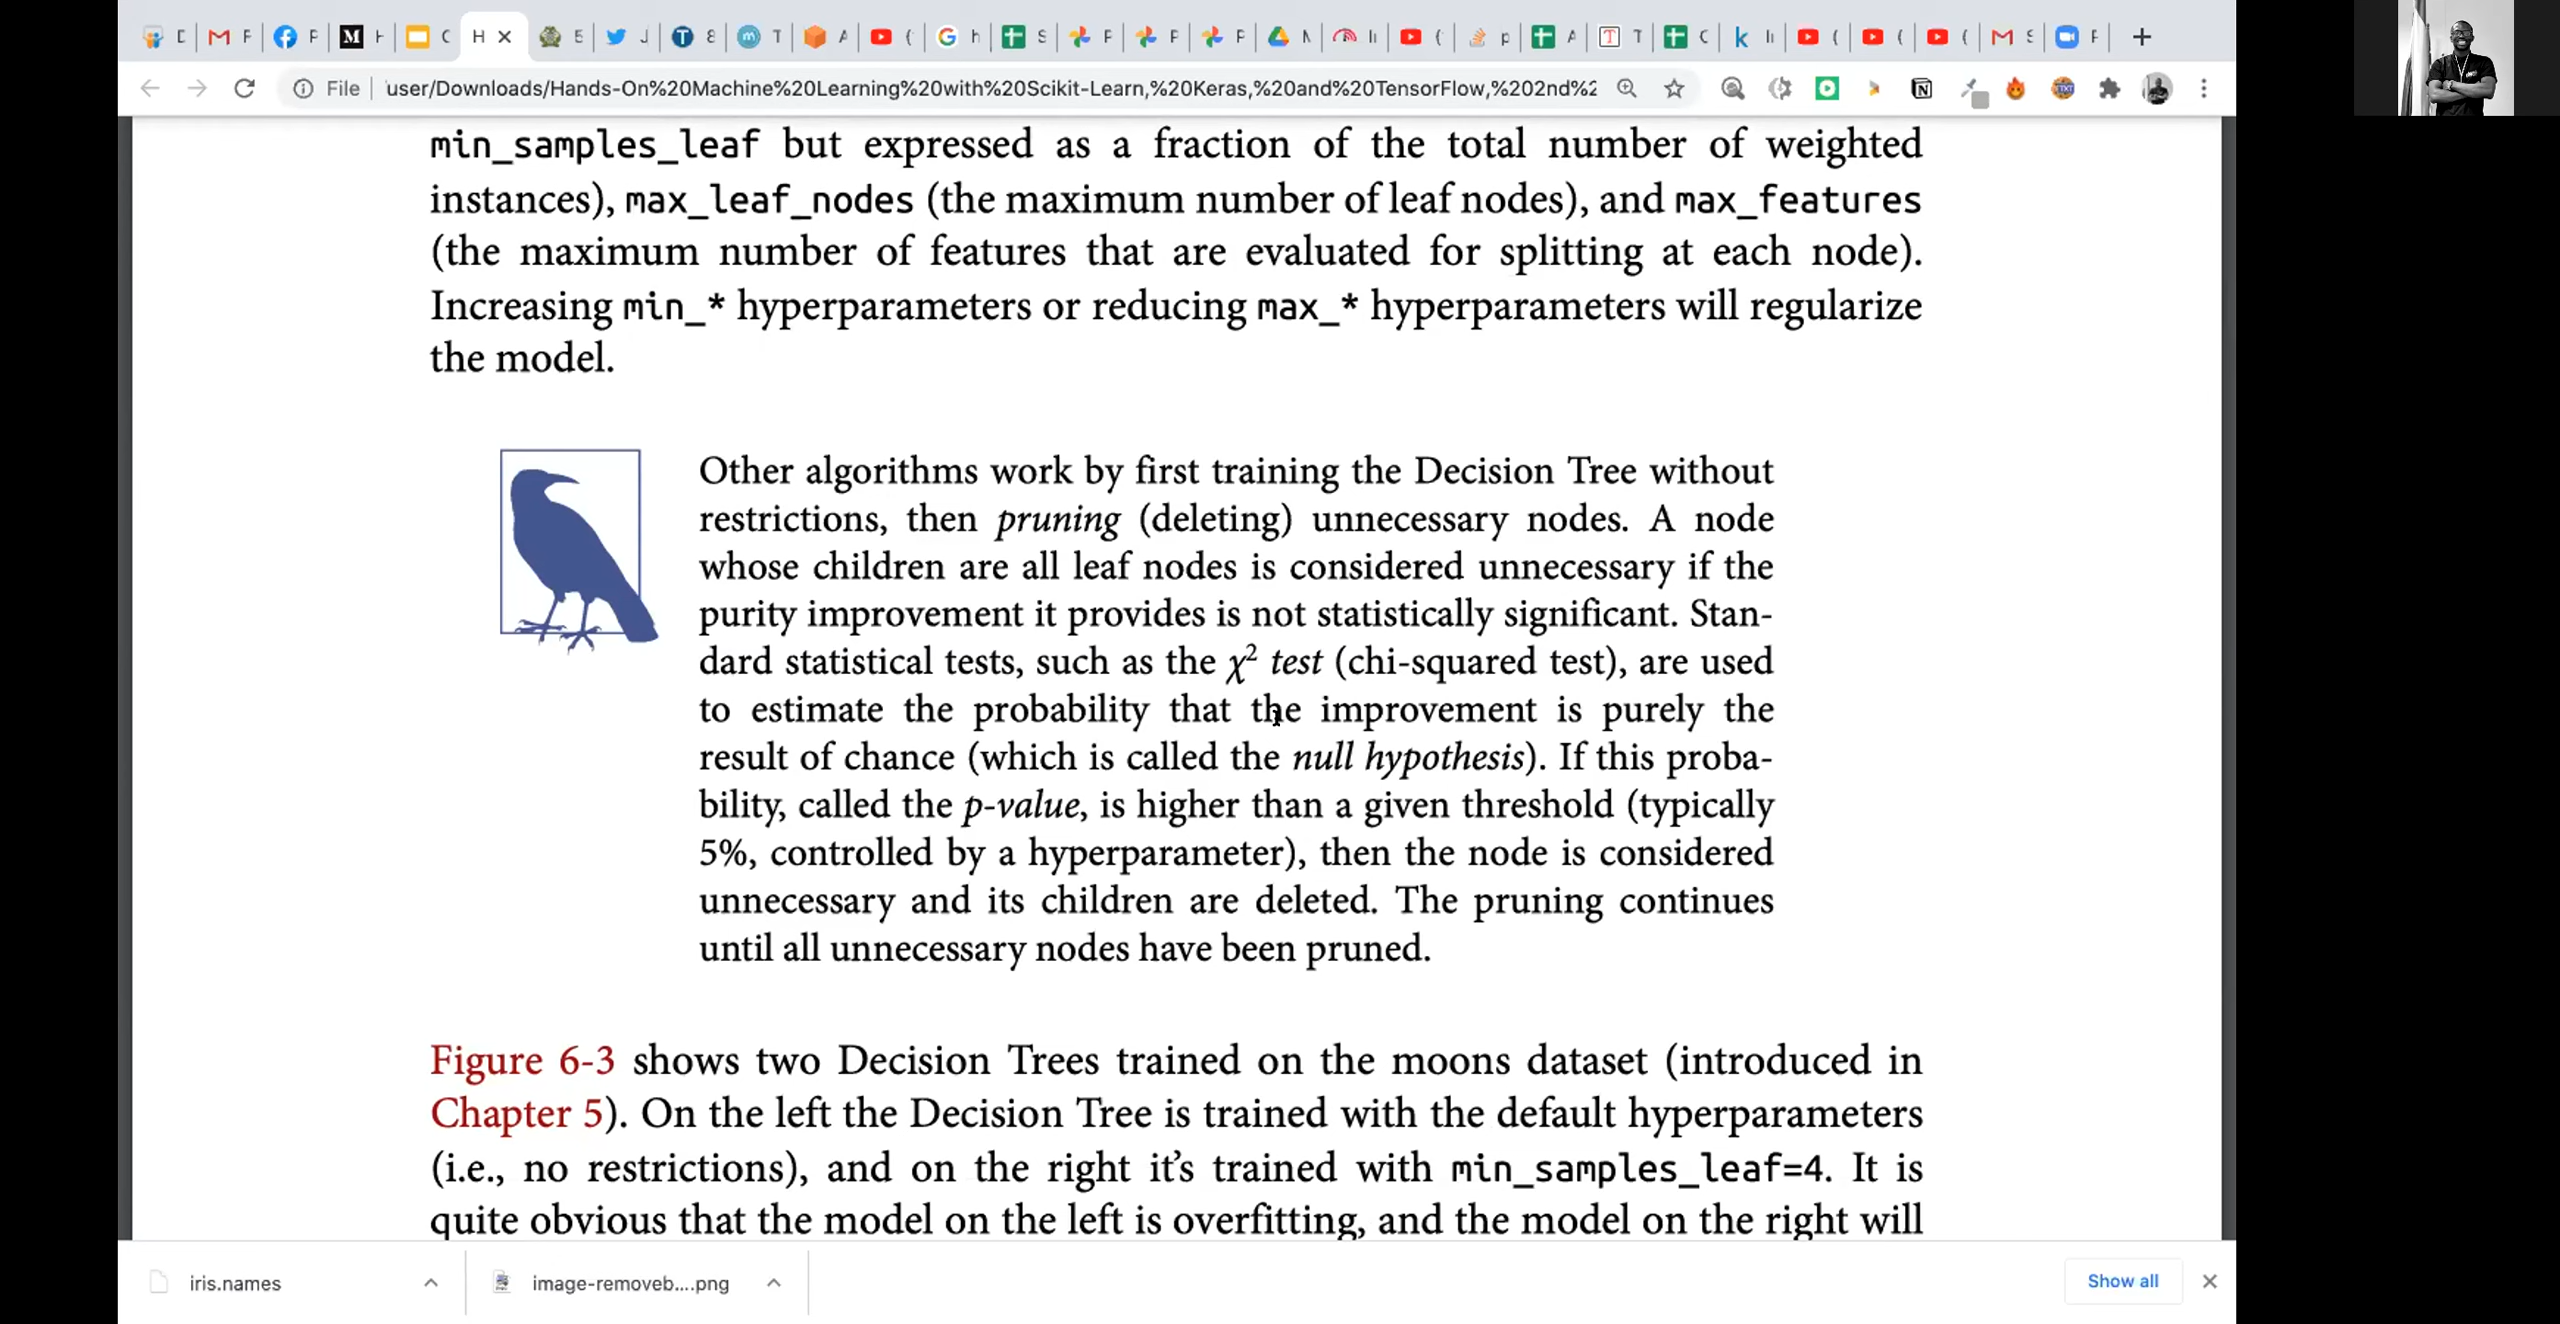 D F F H C H E J T 8 T A ( G h S F F F N li ( p A T C k li ( ( ( S F
File user/Downloads/Hands-On%20Machine%20Learning%20with%20Scikit-Learn,%20Keras,%20and%20TensorFlow,%202nd%2
min_samples_leaf but expressed as a fraction of the total number of weighted
instances), max_leaf_nodes (the maximum number of leaf nodes), and max_features
(the maximum number of features that are evaluated for splitting at each node).
Increasing min_* hyperparameters or reducing max_* hyperparameters will regularize
the model.
Other algorithms work by first training the Decision Tree without
restrictions, then pruning (deleting) unnecessary nodes. A node
whose children are all leaf nodes is considered unnecessary if the
purity improvement it provides is not statistically significant. Stan-
dard statistical tests, such as the χ² test (chi-squared test), are used
to estimate the probability that the improvement is purely the
result of chance (which is called the null hypothesis). If this proba-
bility, called the p-value, is higher than a given threshold (typically
5%, controlled by a hyperparameter), then the node is considered
unnecessary and its children are deleted. The pruning continues
until all unnecessary nodes have been pruned.
Figure 6-3 shows two Decision Trees trained on the moons dataset (introduced in
Chapter 5). On the left the Decision Tree is trained with the default hyperparameters
(i.e., no restrictions), and on the right it's trained with min_samples_leaf=4. It is
quite obvious that the model on the left is overfitting, and the model on the right will
iris.names image-removeb....png Show all